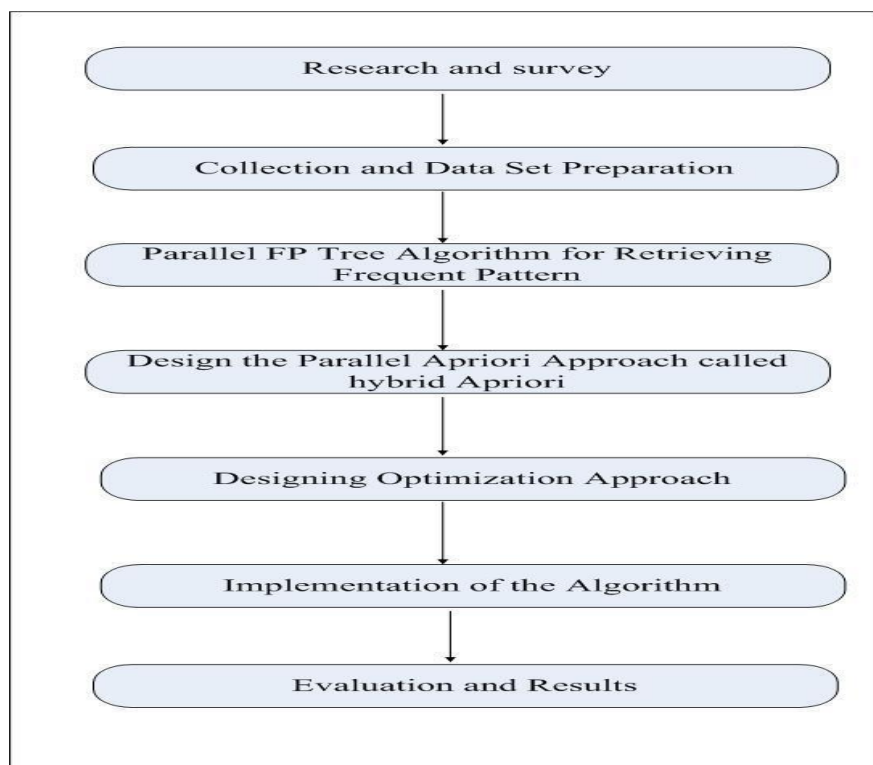 Research and survey
Collection and Data Set Preparation
Parallel FP Tree Algorithm for Retrieving
Frequent Pattern
Design the Parallel Apriori Approach called
hybrid Apriori
Designing Optimization Approach
Implementation of the Algorithm
Evaluation and Results